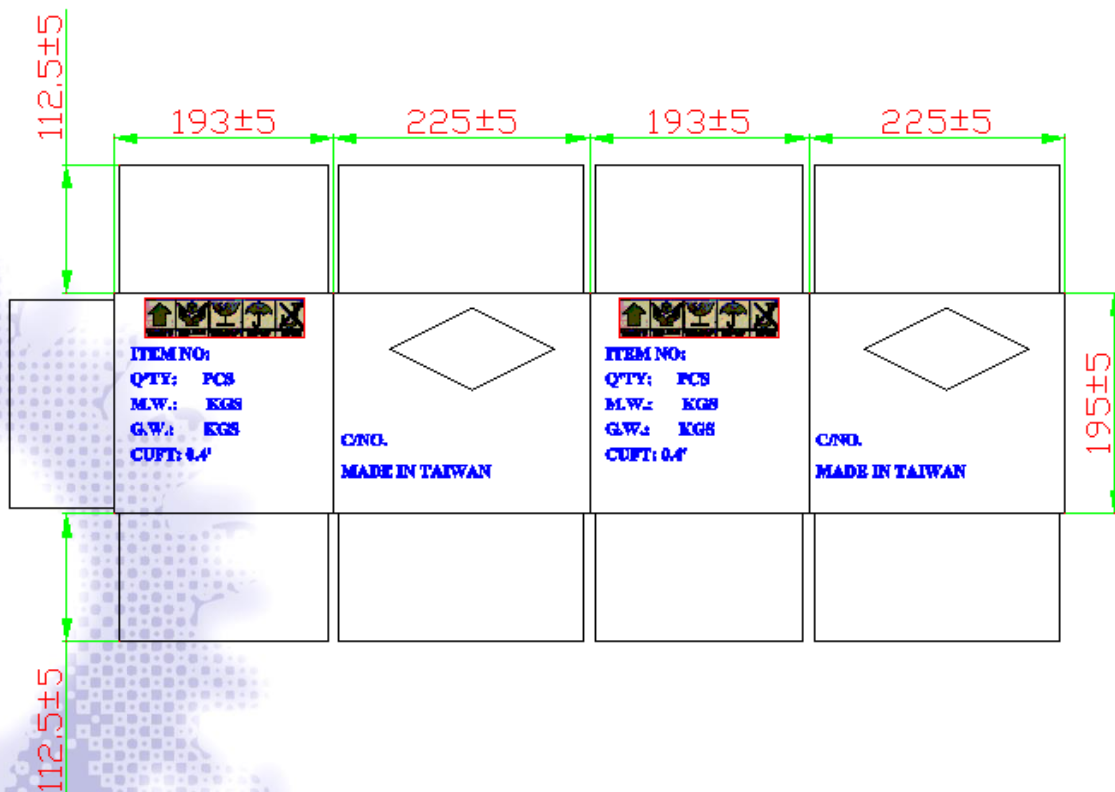 112.5±5
193±5
225±5
193±5
225±5
ITEM NO:
Q'TY: PCS
M.W.: KGS
G.W.: KGS
CUFT: 0.4'
C/NO.
MADE IN TAIWAN
ITEM NO:
Q'TY: PCS
M.W.: KGS
G.W.: KGS
CUFT: 0.4'
C/NO.
MADE IN TAIWAN
195±5
112.5±5